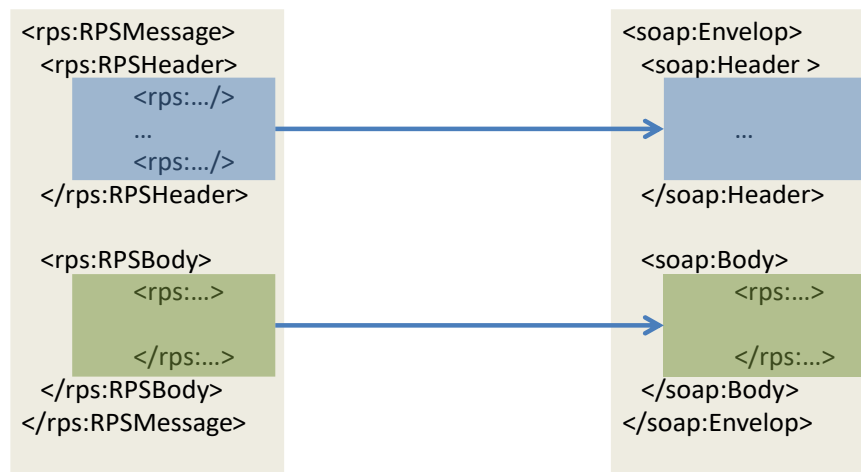 <rps:RPSMessage>
<rps:RPSHeader>
<rps:.../>
...
<rps:.../>
</rps:RPSHeader>
<rps:RPSBody>
<rps:...>
</rps:...>
</rps:RPSBody>
</rps:RPSMessage>
<soap:Envelop>
<soap:Header >
...
</soap:Header>
<soap:Body>
<rps:...>
</rps:...>
</soap:Body>
</soap:Envelop>